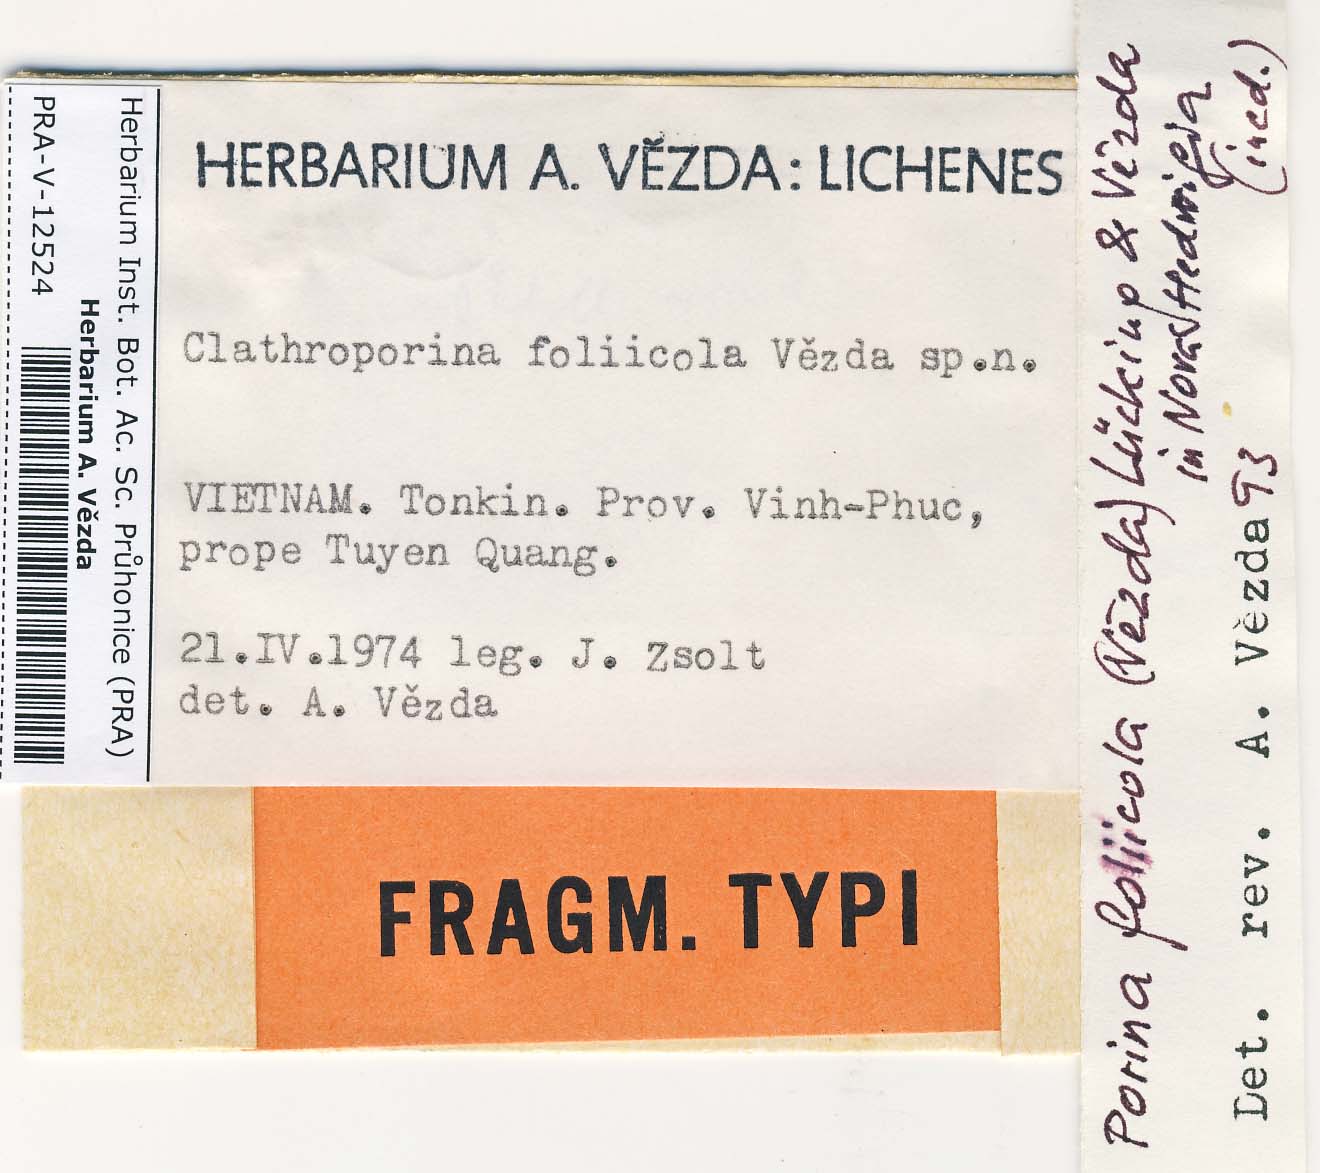 Herbarium Inst. Bot. Ac. Sc. Průhonice (PRA)
Herbarium A. Vězda
PRA-V-12524
HERBARIUM A. VĚZDA: LICHENES
Clathroporina foliicola Vězda sp.n.
VIETNAM. Tonkin. Prov. Vinh-Phuc,
prope Tuyen Quang.
21.IV.1974 leg. J. Zsolt
det. A. Vězda
FRAGM. TYPI
Porina foliicola (Vězda) Lücking & Vězda
in Nova Hedwigia
(ined.)
Det. rev. A. Vězda 93